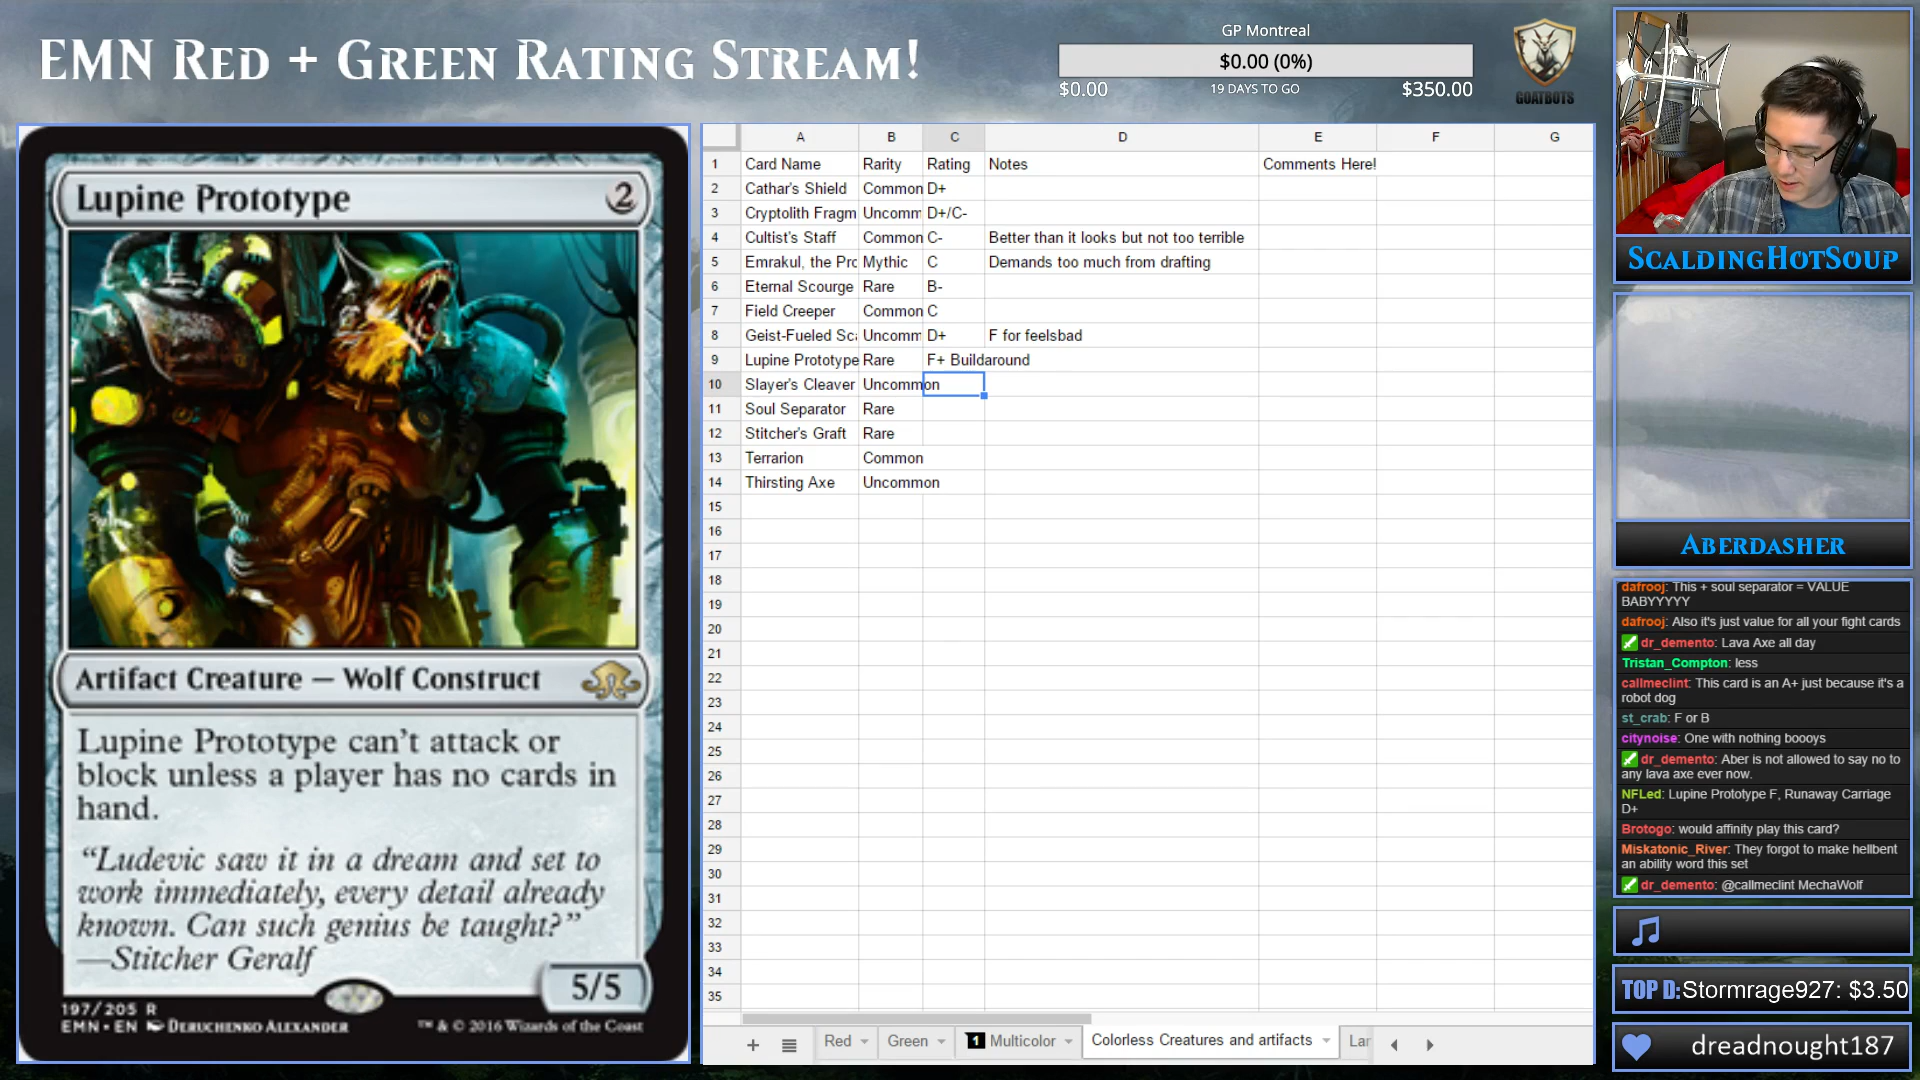 EMN Red + Green Rating Stream!
GP Montreal
$0.00 (0%)
$0.00 19 DAYS TO GO $350.00
GOATBOTS
Lupine Prototype 2
Artifact Creature — Wolf Construct
Lupine Prototype can't attack or
block unless a player has no cards in
hand.
"Ludevic saw it in a dream and set to
work immediately, every detail already
known. Can such genius be taught?"
—Stitcher Geralf
5/5
197/205 R
EMN • EN DERUCHENKO ALEXANDER ™ & © 2016 Wizards of the Coast
A B C D E F G
1 Card Name Rarity Rating Notes Comments Here!
2 Cathar's Shield Common D+
3 Cryptolith Fragm Uncomm D+/C-
4 Cultist's Staff Common C- Better than it looks but not too terrible
5 Emrakul, the Pro Mythic C Demands too much from drafting
6 Eternal Scourge Rare B-
7 Field Creeper Common C
8 Geist-Fueled Sca Uncomm D+ F for feelsbad
9 Lupine Prototype Rare F+ Buildaround
10 Slayer's Cleaver Uncommon
11 Soul Separator Rare
12 Stitcher's Graft Rare
13 Terrarion Common
14 Thirsting Axe Uncommon
15
16
17
18
19
20
21
22
23
24
25
26
27
28
29
30
31
32
33
34
35
+ Red Green 1 Multicolor Colorless Creatures and artifacts Lar
ScaldingHotSoup
Aberdasher
dafrooj: This + soul separator = VALUE
BABYYYYY
dafrooj: Also it's just value for all your fight cards
dr_demento: Lava Axe all day
Tristan_Compton: less
callmeclint: This card is an A+ just because it's a
robot dog
st_crab: F or B
citynoise: One with nothing boooys
dr_demento: Aber is not allowed to say no to
any lava axe ever now.
NFLed: Lupine Prototype F, Runaway Carriage
D+
Brotogo: would affinity play this card?
Miskatonic_River: They forgot to make hellbent
an ability word this set
dr_demento: @callmeclint MechaWolf
TOP D: Stormrage927: $3.50
dreadnought187